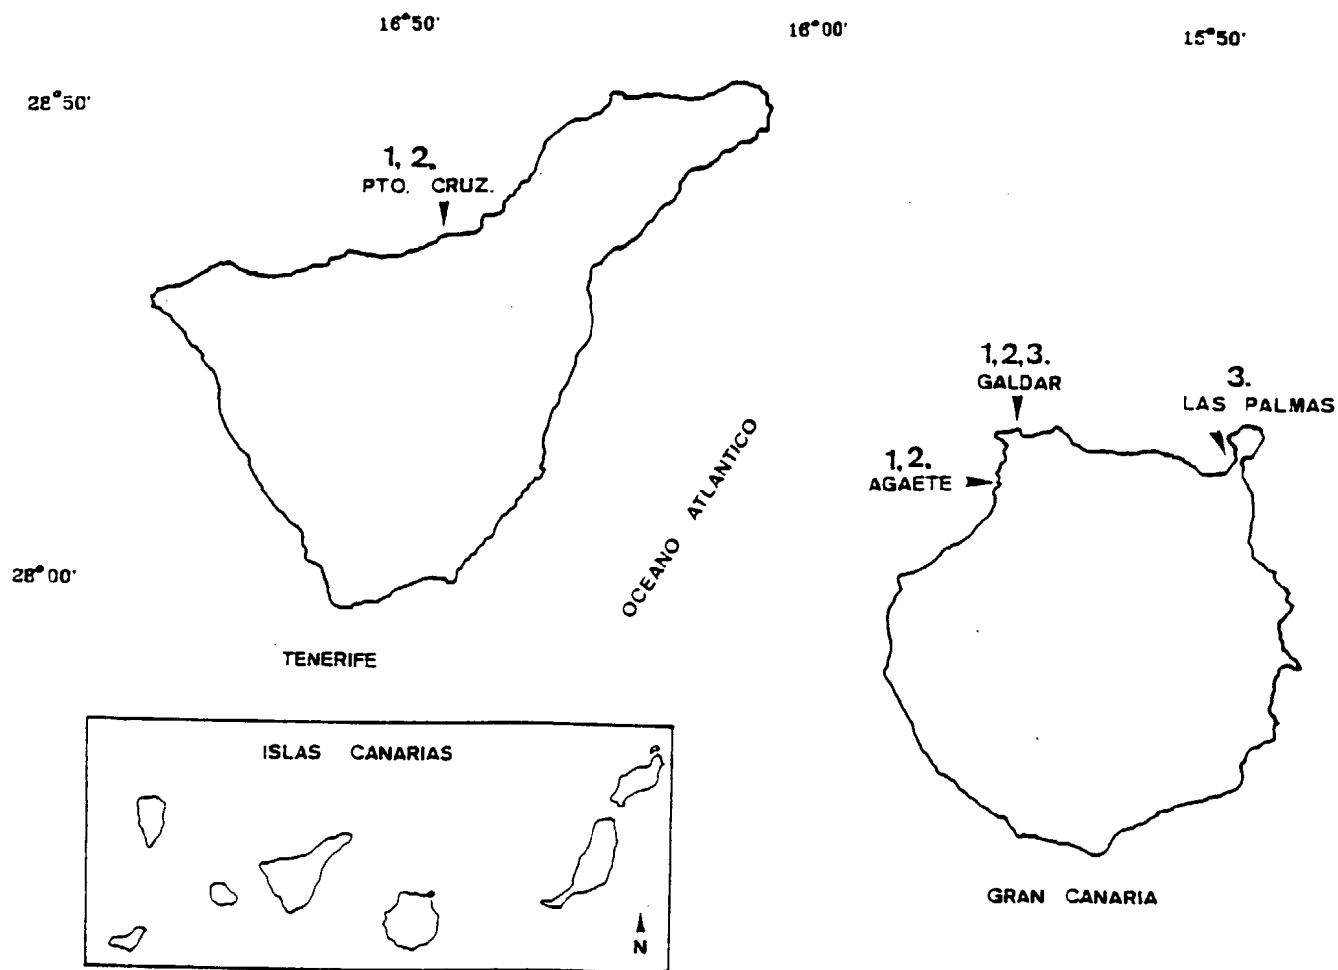 16°50'
16°00'
15°50'
28°50'
1, 2.
PTO. CRUZ.
1,2,3.
GALDAR
3.
LAS PALMAS
1,2.
AGAETE
OCEANO ATLANTICO
28°00'
TENERIFE
ISLAS CANARIAS
N
GRAN CANARIA